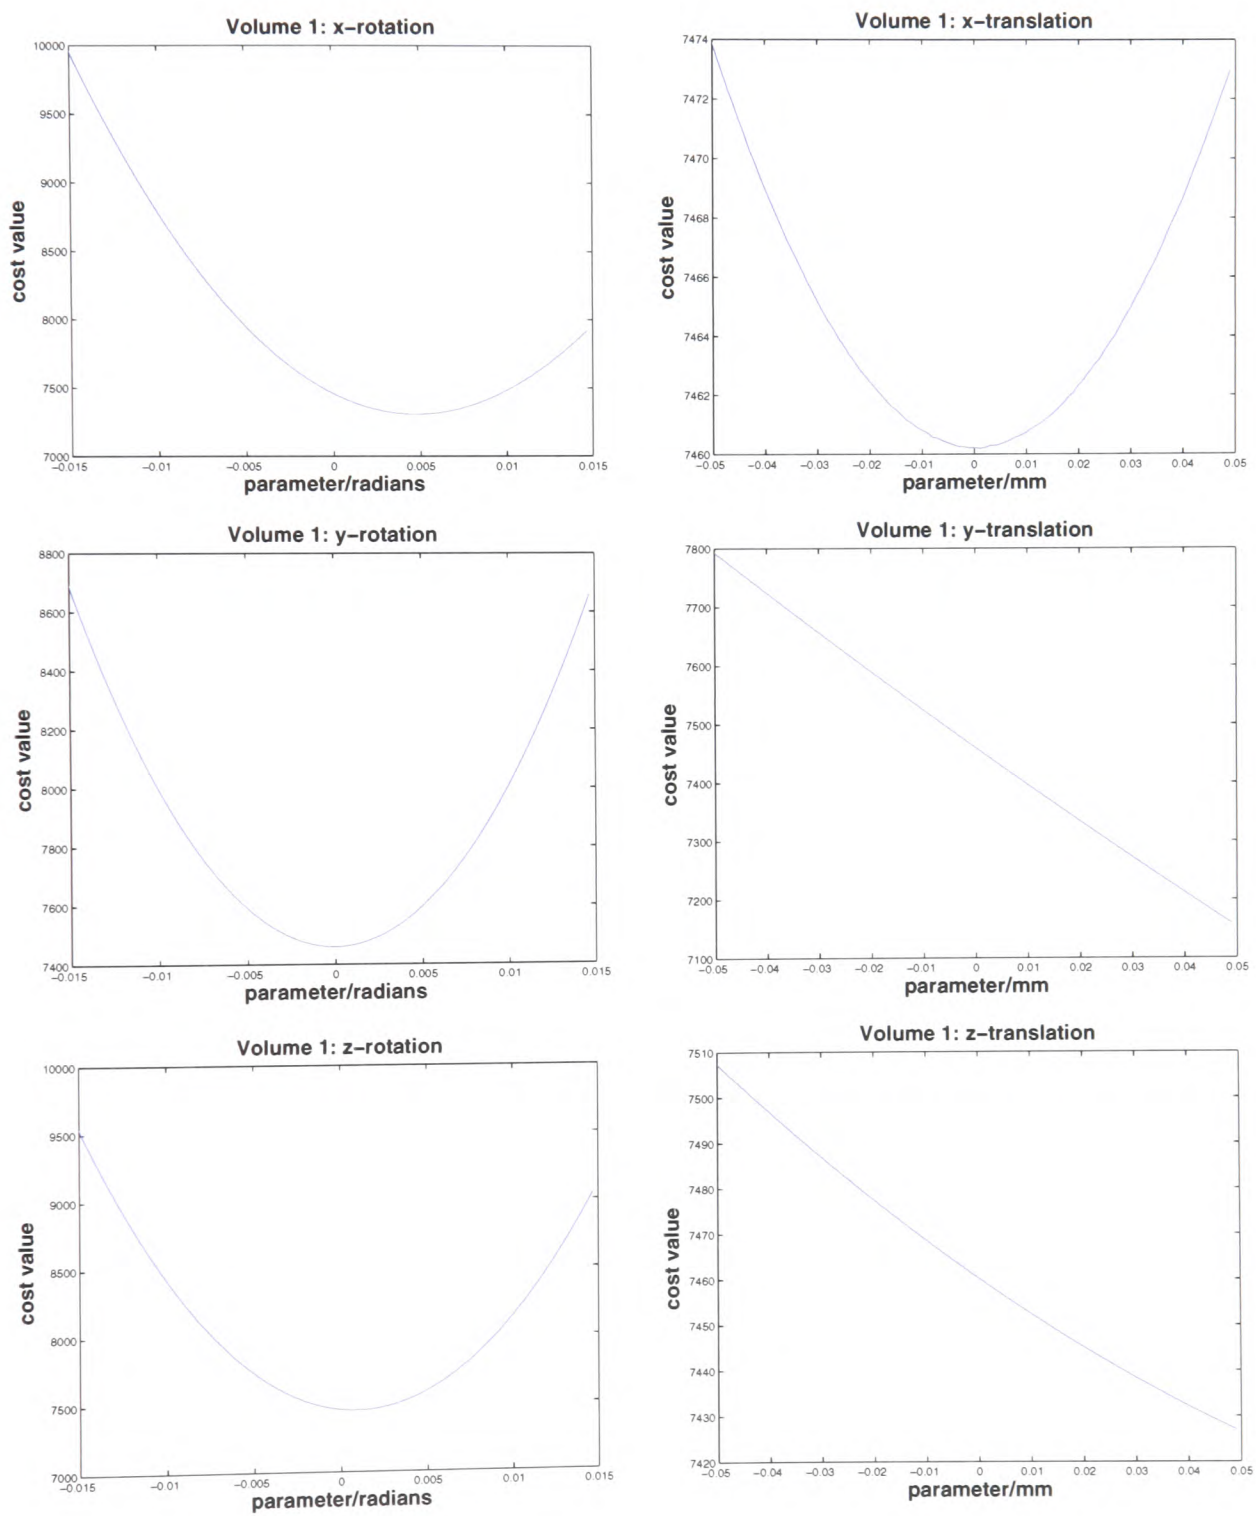 Volume 1: x-rotation
10000
9500
9000
8500
8000
7500
7000
cost value
-0.015 -0.01 -0.005 0 0.005 0.01 0.015
parameter/radians
Volume 1: x-translation
7474
7472
7470
7468
7466
7464
7462
7460
cost value
-0.05 -0.04 -0.03 -0.02 -0.01 0 0.01 0.02 0.03 0.04 0.05
parameter/mm
Volume 1: y-rotation
8800
8600
8400
8200
8000
7800
7600
7400
cost value
-0.015 -0.01 -0.005 0 0.005 0.01 0.015
parameter/radians
Volume 1: y-translation
7800
7700
7600
7500
7400
7300
7200
7100
cost value
-0.05 -0.04 -0.03 -0.02 -0.01 0 0.01 0.02 0.03 0.04 0.05
parameter/mm
Volume 1: z-rotation
10000
9500
9000
8500
8000
7500
7000
cost value
-0.015 -0.01 -0.005 0 0.005 0.01 0.015
parameter/radians
Volume 1: z-translation
7510
7500
7490
7480
7470
7460
7450
7440
7430
7420
cost value
-0.05 -0.04 -0.03 -0.02 -0.01 0 0.01 0.02 0.03 0.04 0.05
parameter/mm